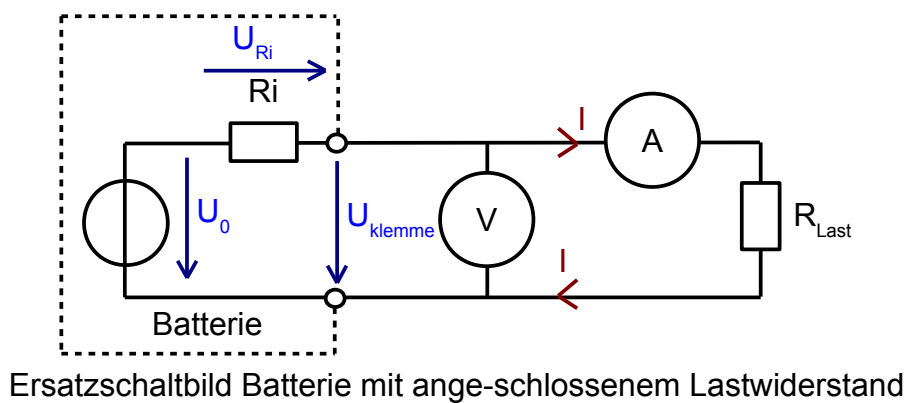 U_Ri
Ri
I
A
U_0
U_klemme
V
R_Last
I
Batterie
Ersatzschaltbild Batterie mit ange-schlossenem Lastwiderstand